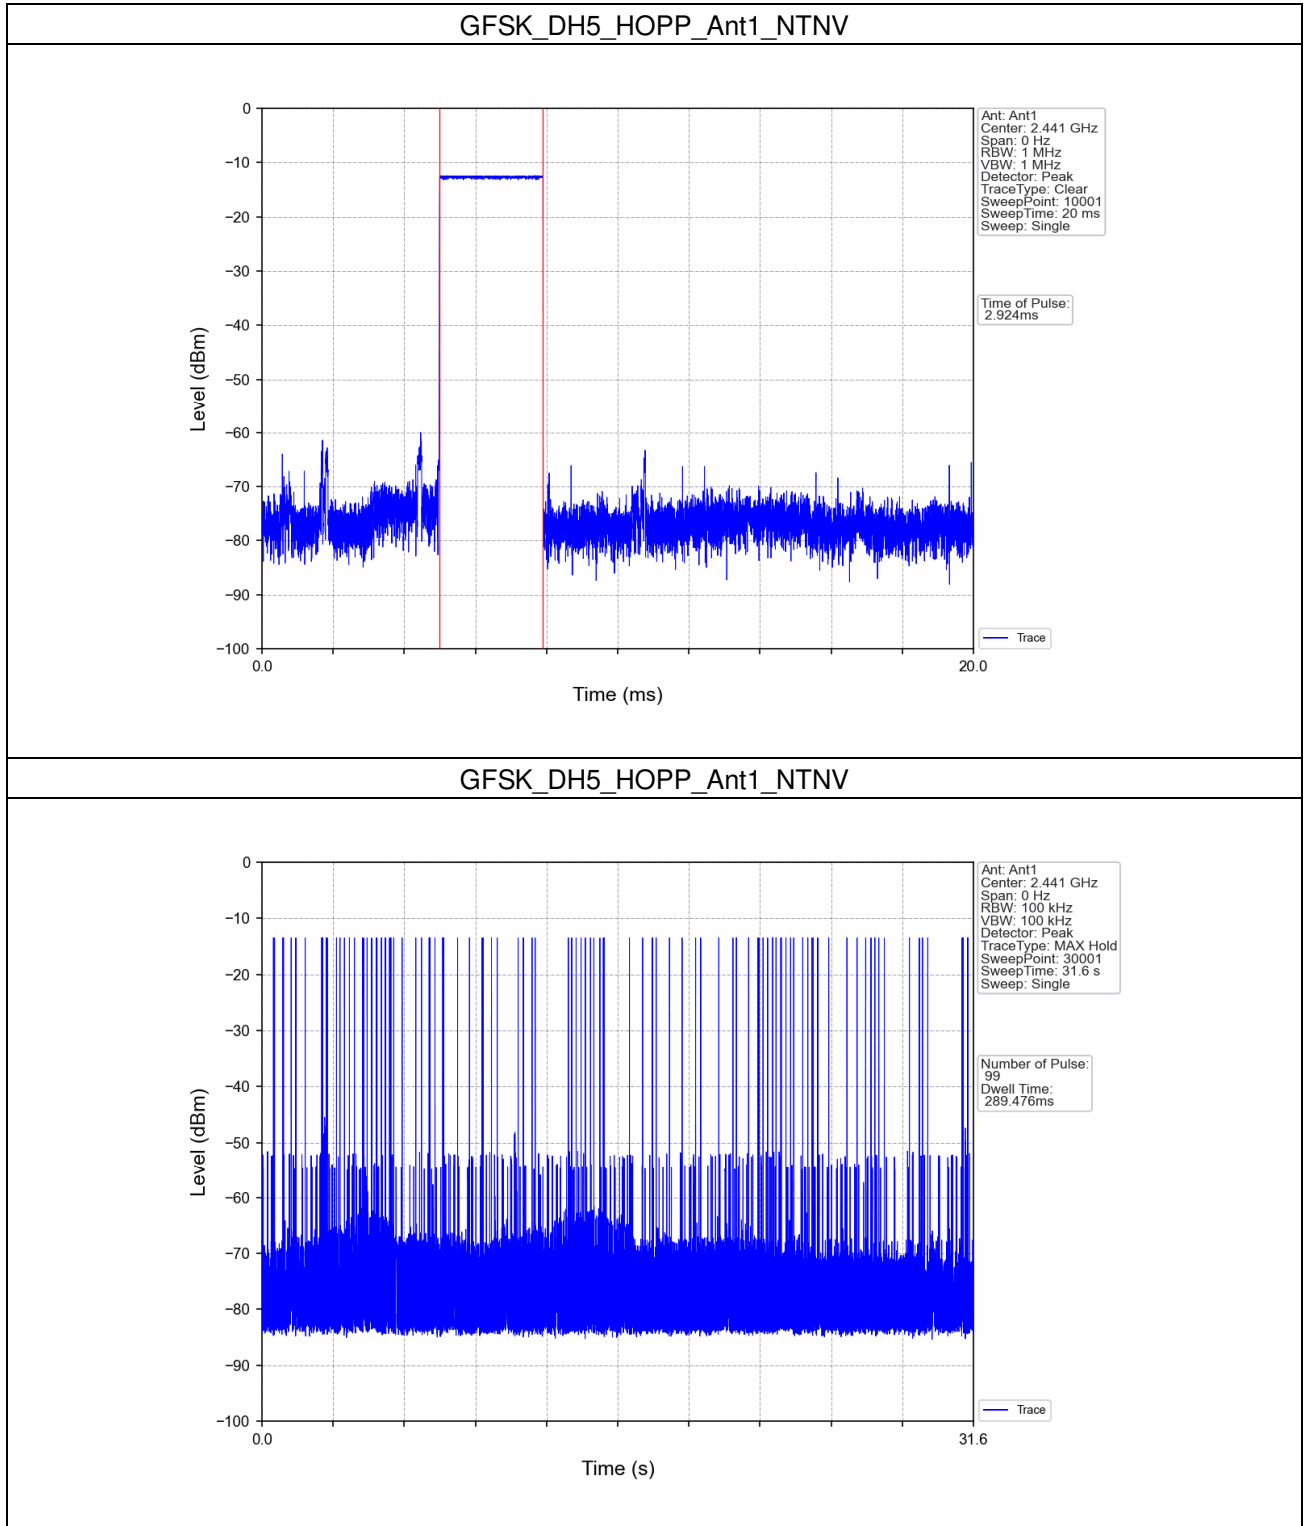 GFSK_DH5_HOPP_Ant1_NTNV
0
−10
−20
−30
−40
−50
−60
−70
−80
−90
−100
Level (dBm)
0.0
20.0
Time (ms)
Ant: Ant1
Center: 2.441 GHz
Span: 0 Hz
RBW: 1 MHz
VBW: 1 MHz
Detector: Peak
TraceType: Clear
SweepPoint: 10001
SweepTime: 20 ms
Sweep: Single
Time of Pulse:
2.924ms
Trace
GFSK_DH5_HOPP_Ant1_NTNV
0
−10
−20
−30
−40
−50
−60
−70
−80
−90
−100
Level (dBm)
0.0
31.6
Time (s)
Ant: Ant1
Center: 2.441 GHz
Span: 0 Hz
RBW: 100 kHz
VBW: 100 kHz
Detector: Peak
TraceType: MAX Hold
SweepPoint: 30001
SweepTime: 31.6 s
Sweep: Single
Number of Pulse:
99
Dwell Time:
289.476ms
Trace